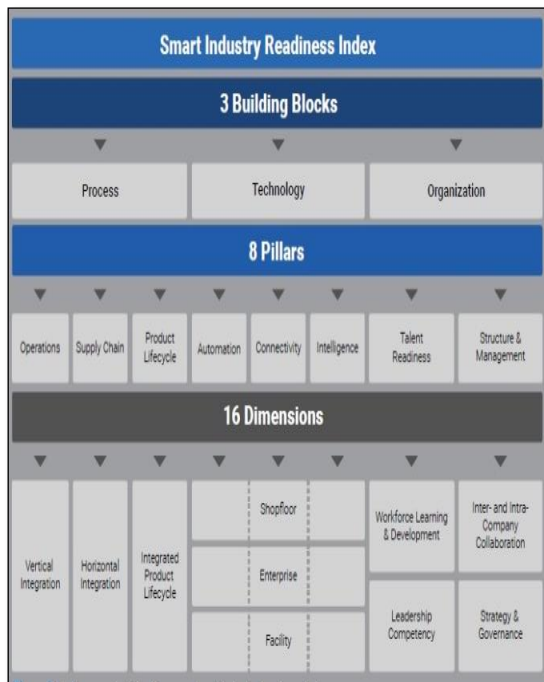 Smart Industry Readiness Index
3 Building Blocks
Process
Technology
Organization
8 Pillars
Operations
Supply Chain
Product
Lifecycle
Automation
Connectivity
Intelligence
Talent
Readiness
Structure &
Management
16 Dimensions
Vertical
Integration
Horizontal
Integration
Integrated
Product
Lifecycle
Shopfloor
Enterprise
Facility
Workforce Learning
& Development
Inter- and Intra-
Company
Collaboration
Leadership
Competency
Strategy &
Governance